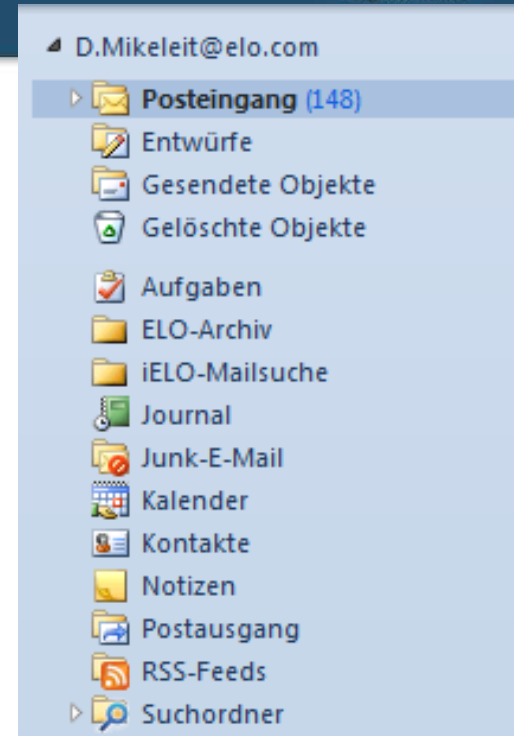 D.Mikeleit@elo.com
Posteingang (148)
Entwürfe
Gesendete Objekte
Gelöschte Objekte
Aufgaben
ELO-Archiv
iELO-Mailsuche
Journal
Junk-E-Mail
Kalender
Kontakte
Notizen
Postausgang
RSS-Feeds
Suchordner